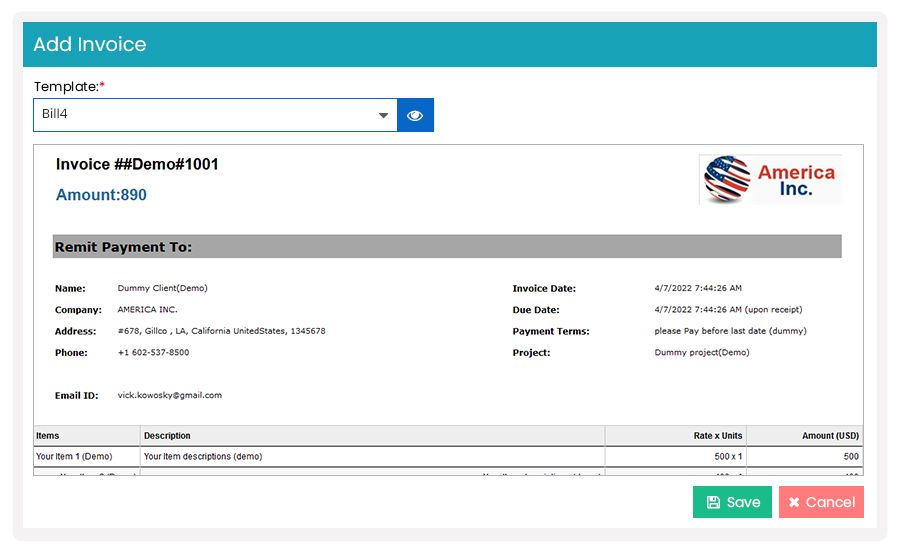 Add Invoice
Template:*
Bill4
Invoice ##Demo#1001
Amount:890
America
Inc.
Remit Payment To:
Name: Dummy Client(Demo) Invoice Date: 4/7/2022 7:44:26 AM
Company: AMERICA INC. Due Date: 4/7/2022 7:44:26 AM (upon receipt)
Address: #678, Gillco , LA, California UnitedStates, 1345678 Payment Terms: please Pay before last date (dummy)
Phone: +1 602-537-8500 Project: Dummy project(Demo)
Email ID: vick.kowosky@gmail.com
Items Description Rate x Units Amount (USD)
Your Item 1 (Demo) Your Item descriptions (demo) 500 x 1 500
Save Cancel